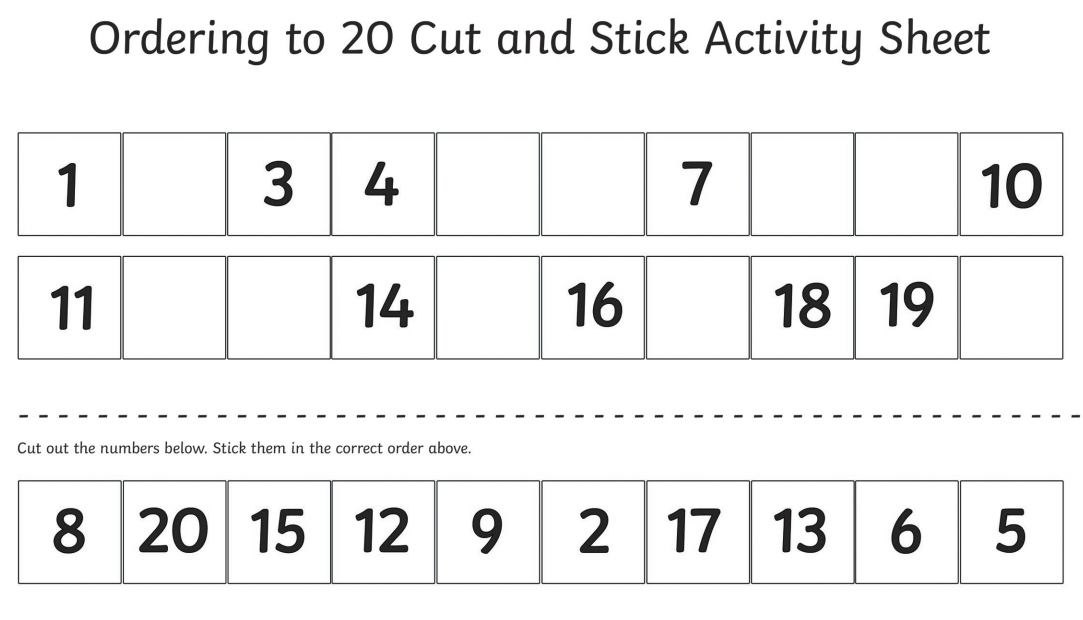 Ordering to 20 Cut and Stick Activity Sheet
1 3 4 7 10
11 14 16 18 19
Cut out the numbers below. Stick them in the correct order above.
8 20 15 12 9 2 17 13 6 5